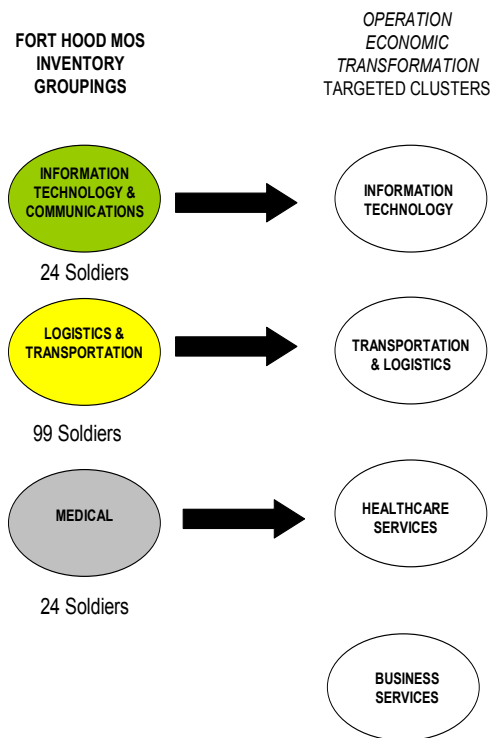 FORT HOOD MOS
INVENTORY
GROUPINGS
OPERATION
ECONOMIC
TRANSFORMATION
TARGETED CLUSTERS
INFORMATION
TECHNOLOGY &
COMMUNICATIONS
24 Soldiers
INFORMATION
TECHNOLOGY
LOGISTICS &
TRANSPORTATION
99 Soldiers
TRANSPORTATION
& LOGISTICS
MEDICAL
24 Soldiers
HEALTHCARE
SERVICES
BUSINESS
SERVICES